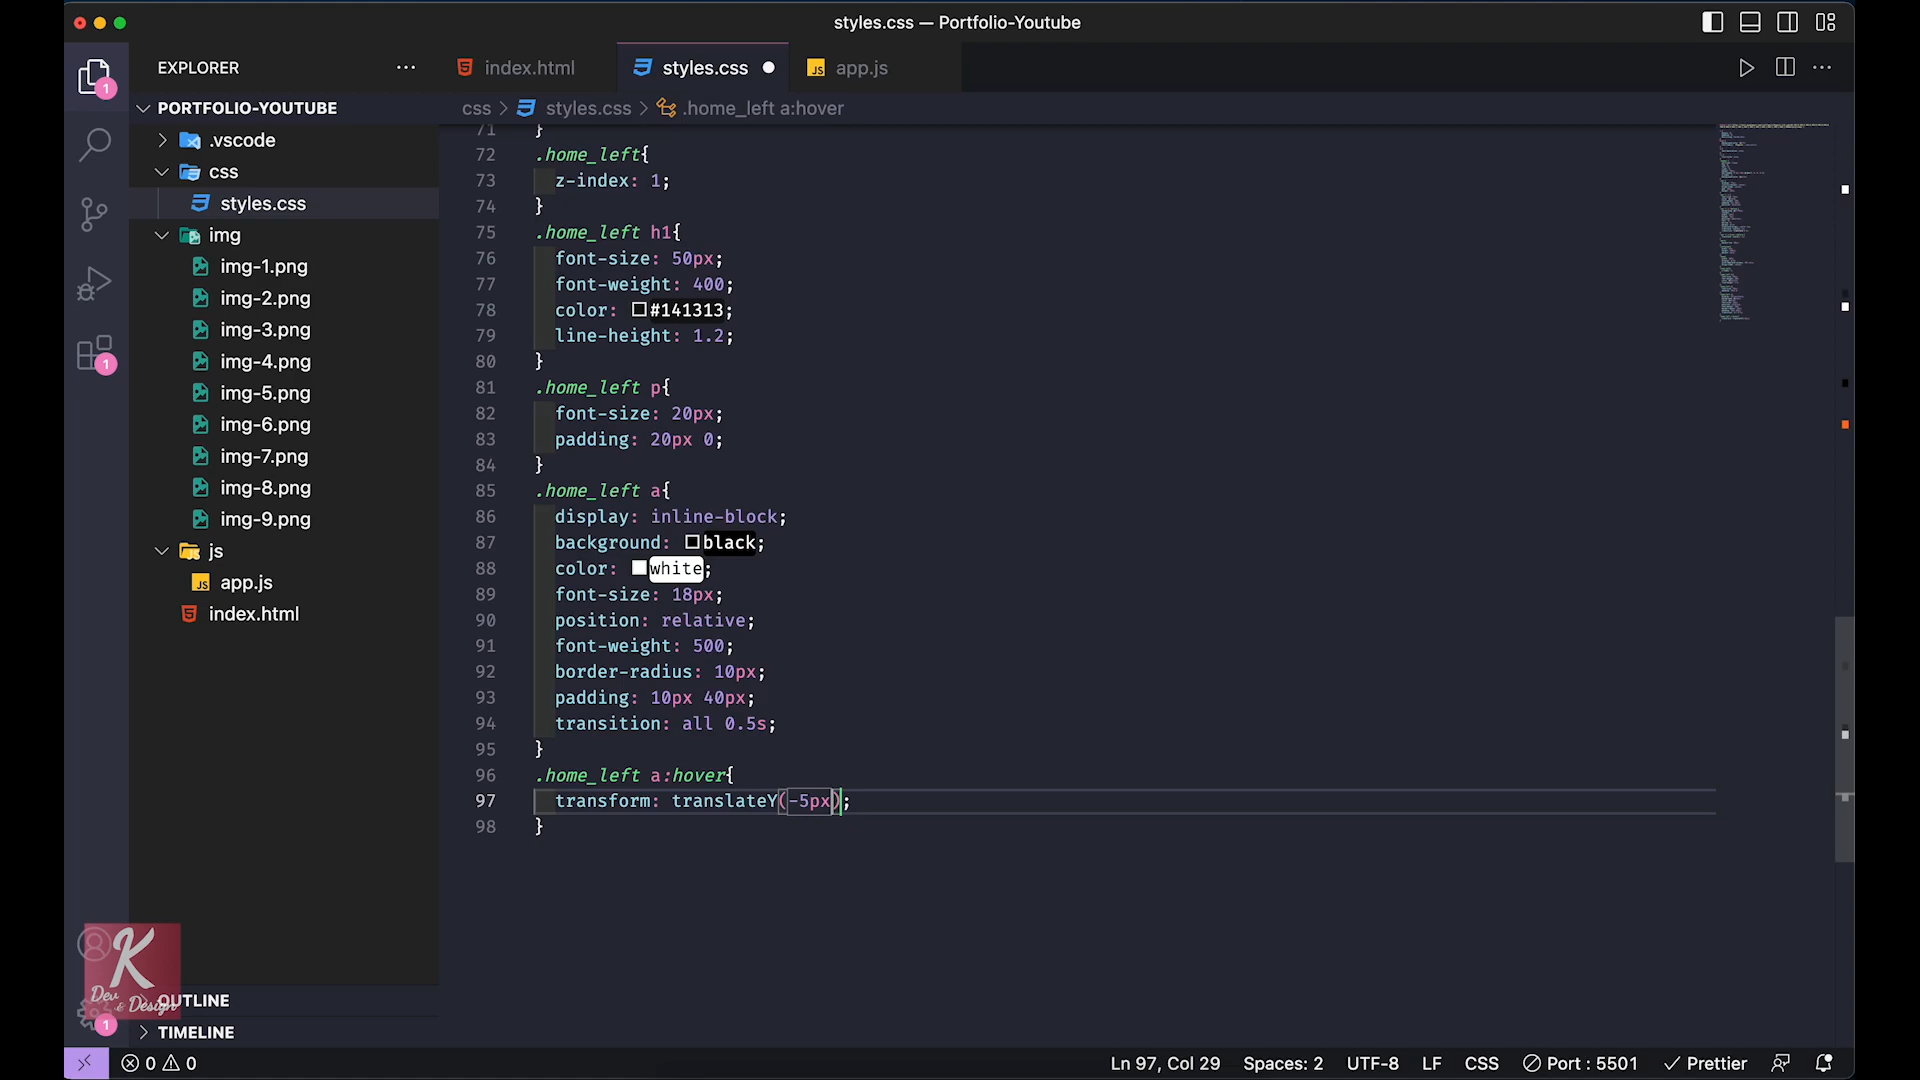 styles.css — Portfolio-Youtube
EXPLORER
index.html
styles.css
app.js
PORTFOLIO-YOUTUBE
css > styles.css > .home_left a:hover
.vscode
css
styles.css
img
img-1.png
img-2.png
img-3.png
img-4.png
img-5.png
img-6.png
img-7.png
img-8.png
img-9.png
js
app.js
index.html
71 }
72 .home_left{
73 z-index: 1;
74 }
75 .home_left h1{
76 font-size: 50px;
77 font-weight: 400;
78 color: #141313;
79 line-height: 1.2;
80 }
81 .home_left p{
82 font-size: 20px;
83 padding: 20px 0;
84 }
85 .home_left a{
86 display: inline-block;
87 background: black;
88 color: white;
89 font-size: 18px;
90 position: relative;
91 font-weight: 500;
92 border-radius: 10px;
93 padding: 10px 40px;
94 transition: all 0.5s;
95 }
96 .home_left a:hover{
97 transform: translateY(-5px);
98 }
1
1
K
Dev & Design
1
OUTLINE
TIMELINE
0 0
Ln 97, Col 29
Spaces: 2
UTF-8
LF
CSS
Port : 5501
Prettier